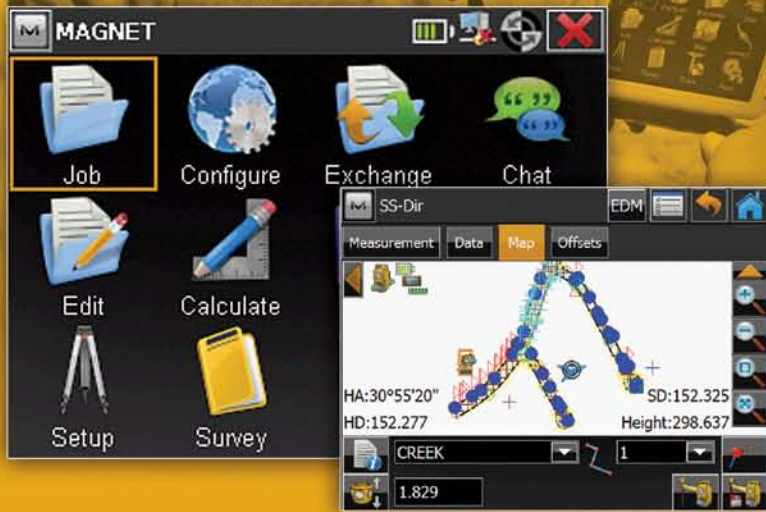 MAGNET
Job Configure Exchange Chat
Edit Calculate
Setup Survey
SS-Dir EDM
Measurement Data Map Offsets
HA:30°55'20" SD:152.325
HD:152.277 Height:298.637
CREEK 1
1.829